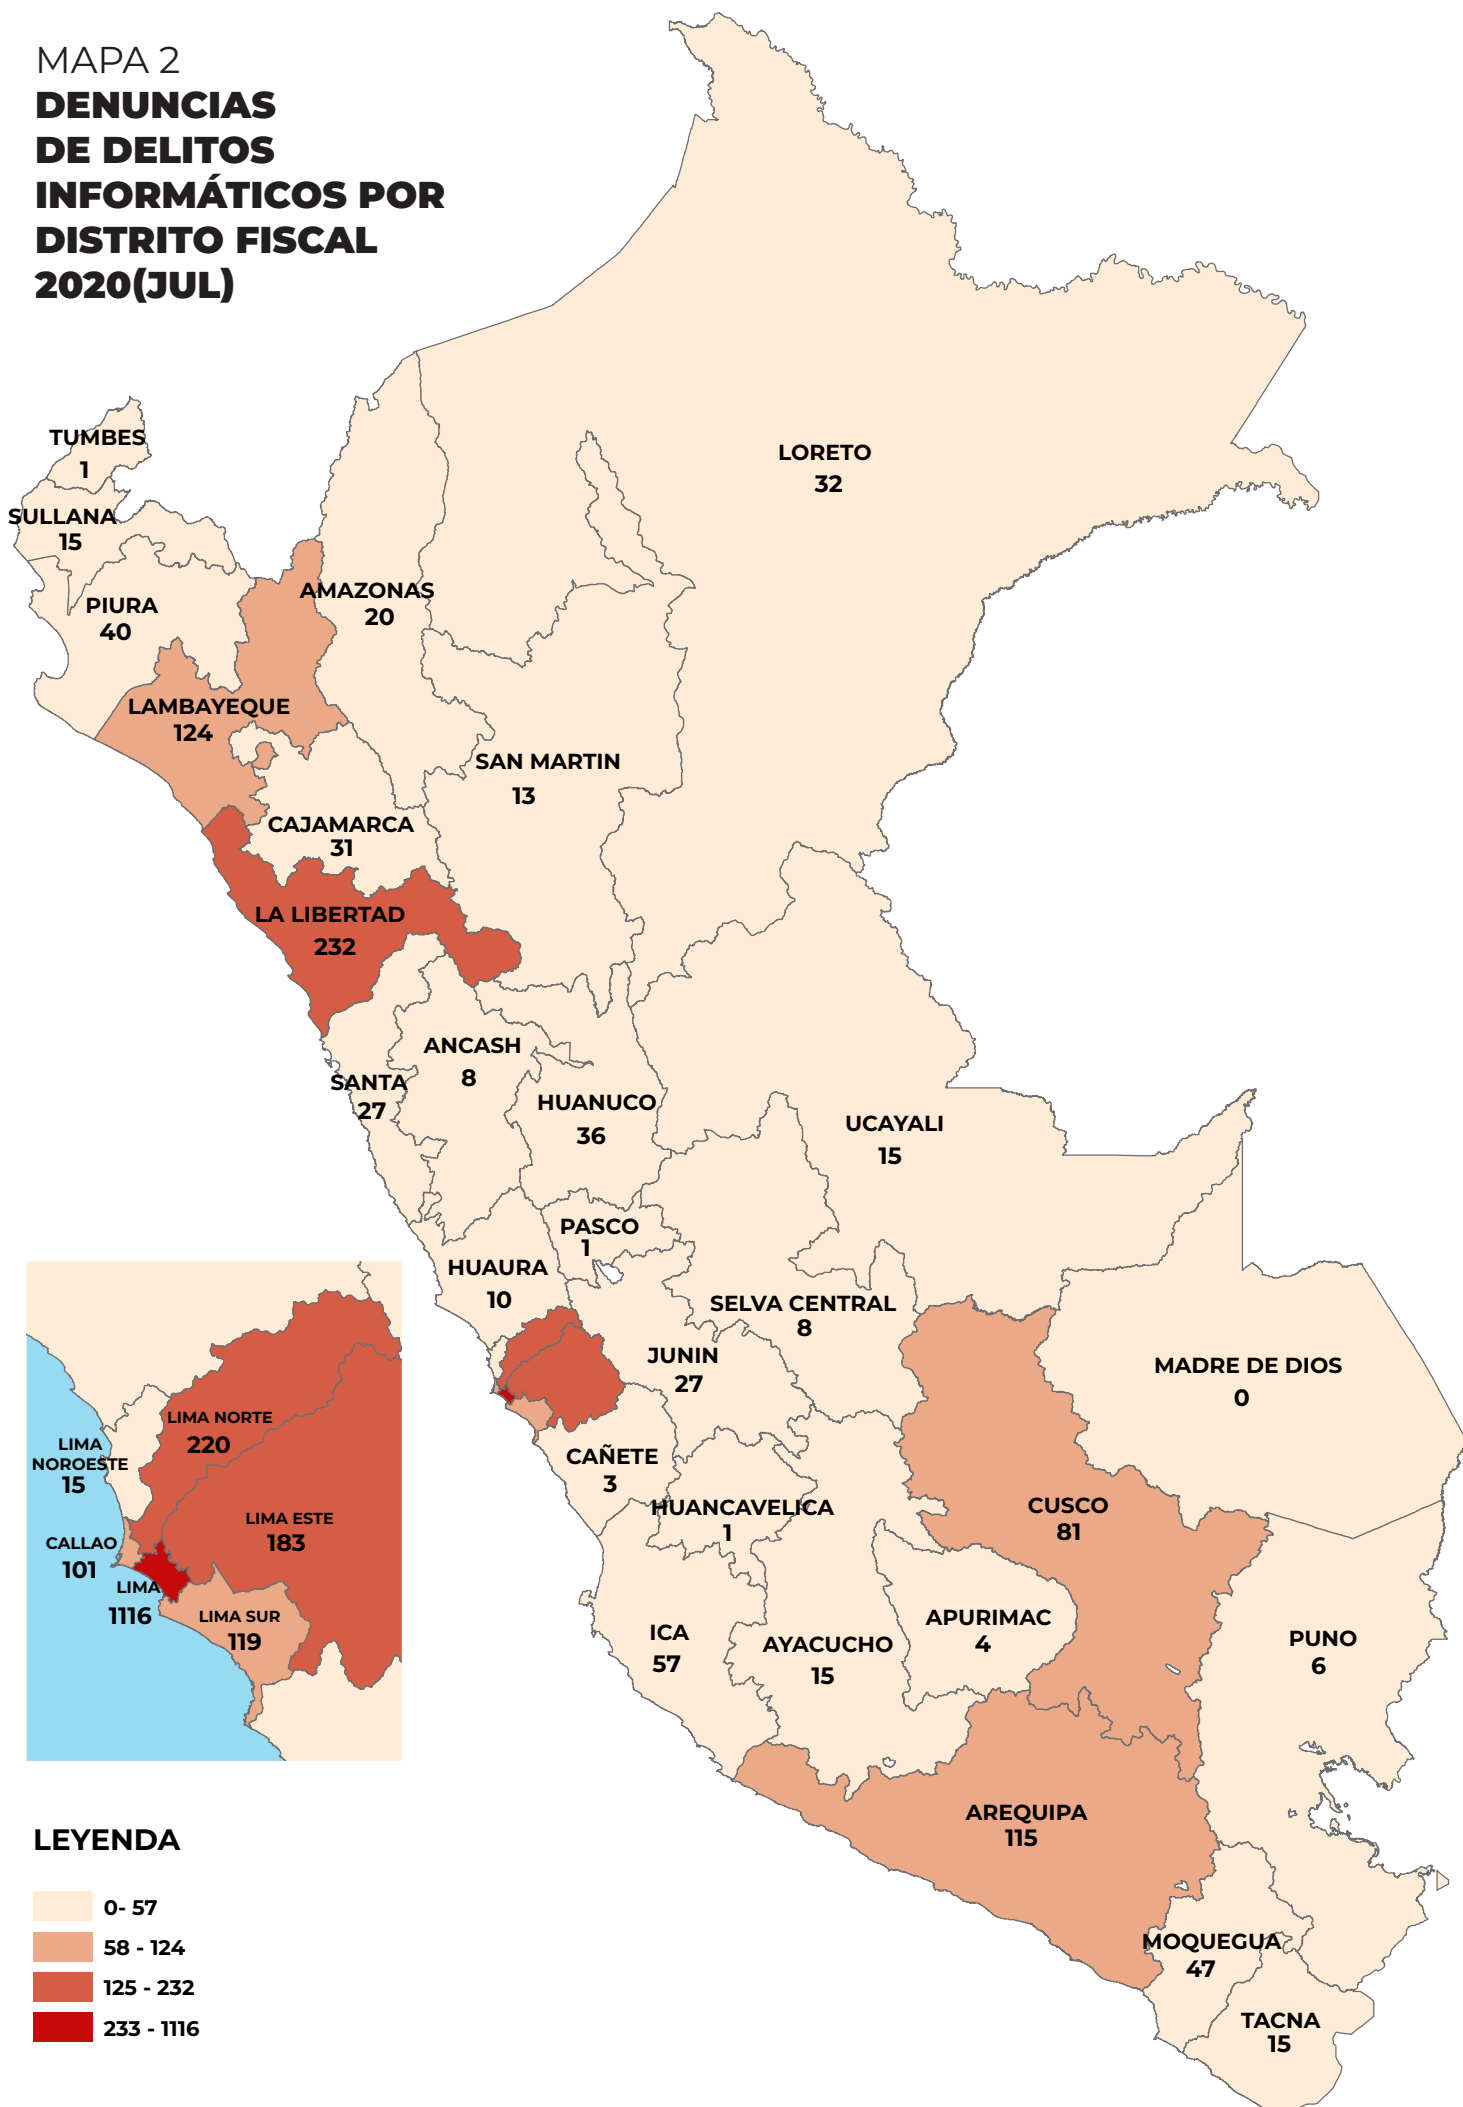 MAPA 2
DENUNCIAS
DE DELITOS
INFORMÁTICOS POR
DISTRITO FISCAL
2020(JUL)
TUMBES
1
SULLANA
15
PIURA
40
LAMBAYEQUE
124
AMAZONAS
20
LORETO
32
SAN MARTIN
13
CAJAMARCA
31
LA LIBERTAD
232
ANCASH
8
SANTA
27
HUANUCO
36
UCAYALI
15
PASCO
1
HUAURA
10
SELVA CENTRAL
8
JUNIN
27
MADRE DE DIOS
0
CAÑETE
3
HUANCAVELICA
1
CUSCO
81
ICA
57
AYACUCHO
15
APURIMAC
4
PUNO
6
AREQUIPA
115
MOQUEGUA
47
TACNA
15
LIMA NORTE
220
LIMA
NOROESTE
15
LIMA ESTE
183
CALLAO
101
LIMA
1116
LIMA SUR
119
LEYENDA
0- 57
58 - 124
125 - 232
233 - 1116